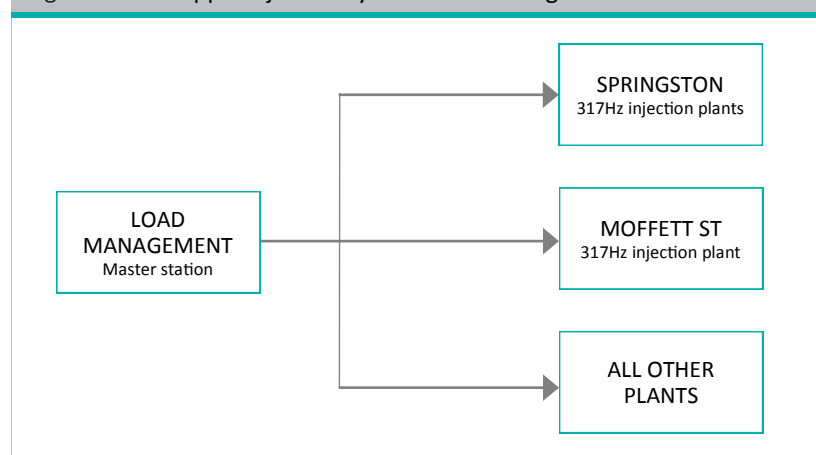 SPRINGSTON
317Hz injection plants
LOAD
MANAGEMENT
Master station
MOFFETT ST
317Hz injection plant
ALL OTHER
PLANTS